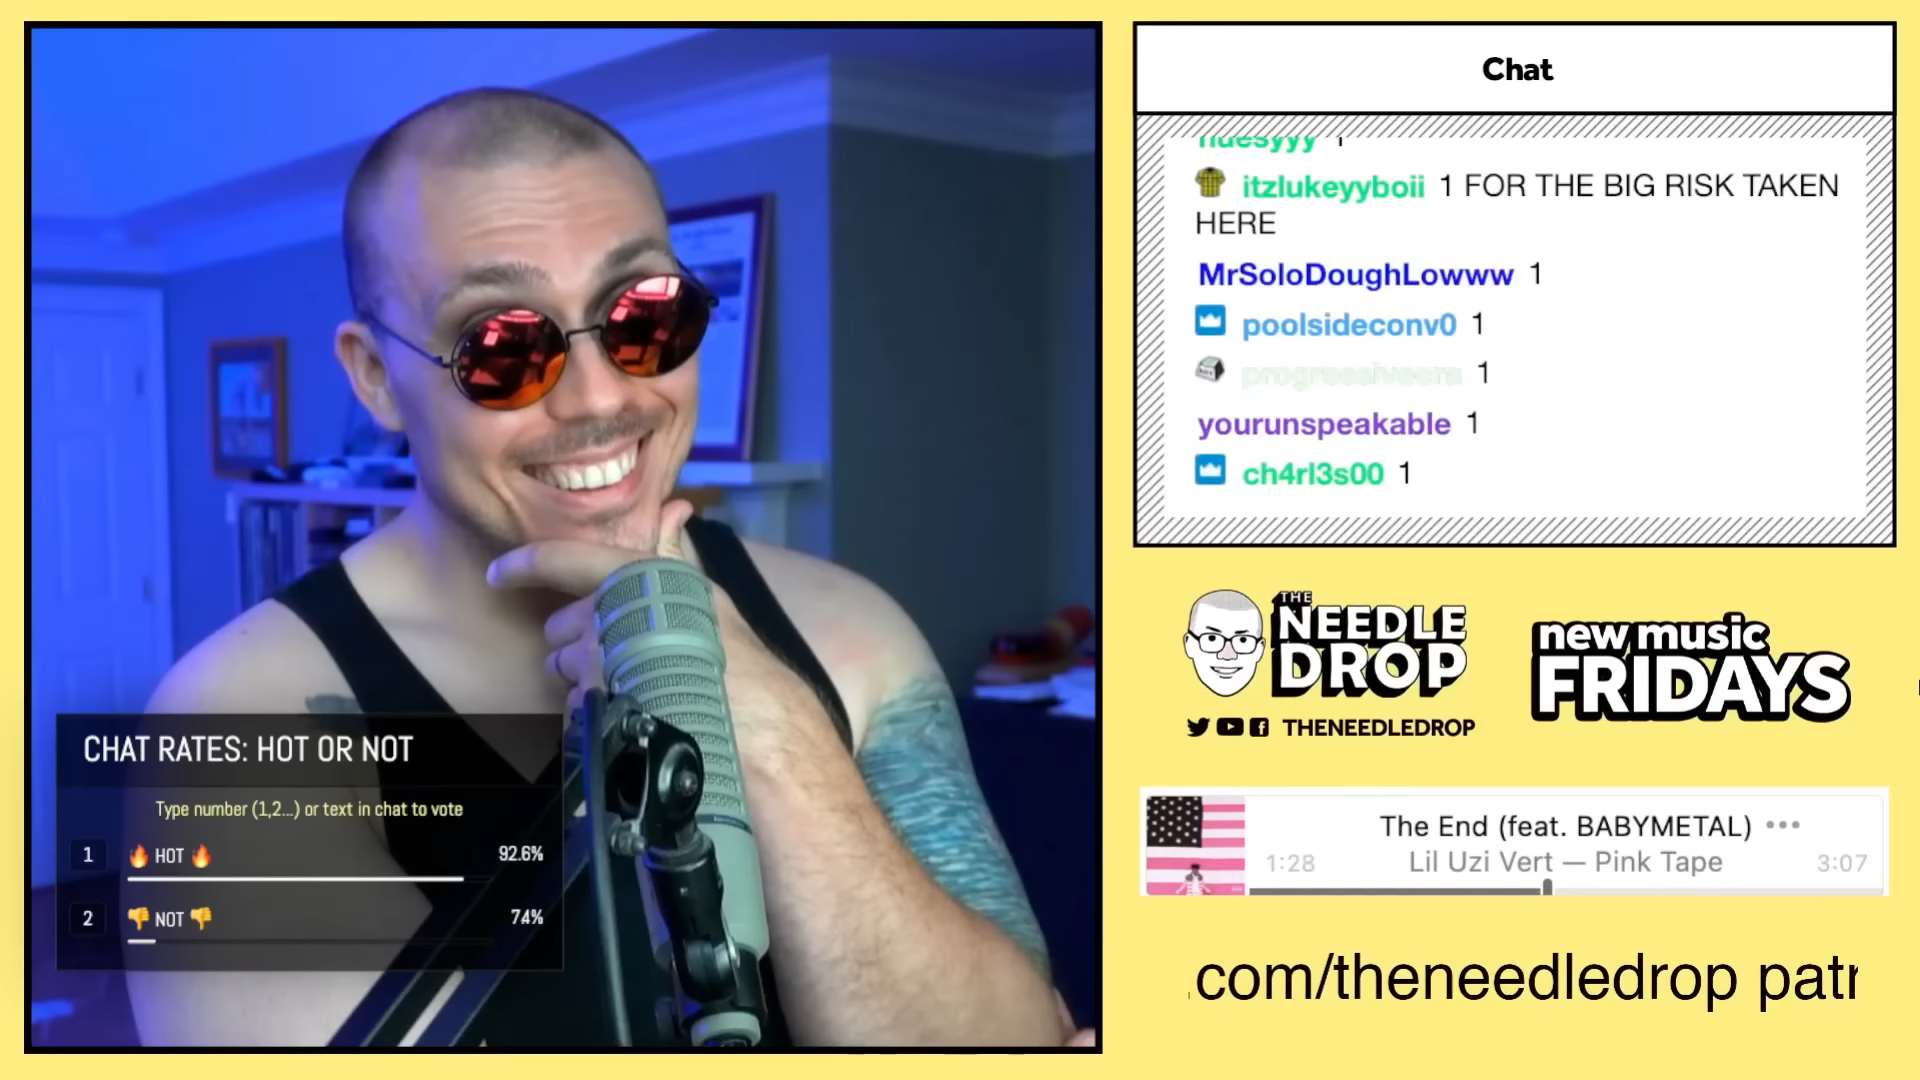 Chat
1
itzlukeyyboii 1 FOR THE BIG RISK TAKEN
HERE
MrSoloDoughLowww 1
poolsideconv0 1
1
yourunspeakable 1
ch4rl3s00 1
THE
NEEDLE
DROP
THENEEDLEDROP
new music
FRIDAYS
CHAT RATES: HOT OR NOT
Type number (1,2...) or text in chat to vote
1 HOT 92.6%
2 NOT 7.4%
The End (feat. BABYMETAL)
1:28 Lil Uzi Vert — Pink Tape 3:07
.com/theneedledrop patr